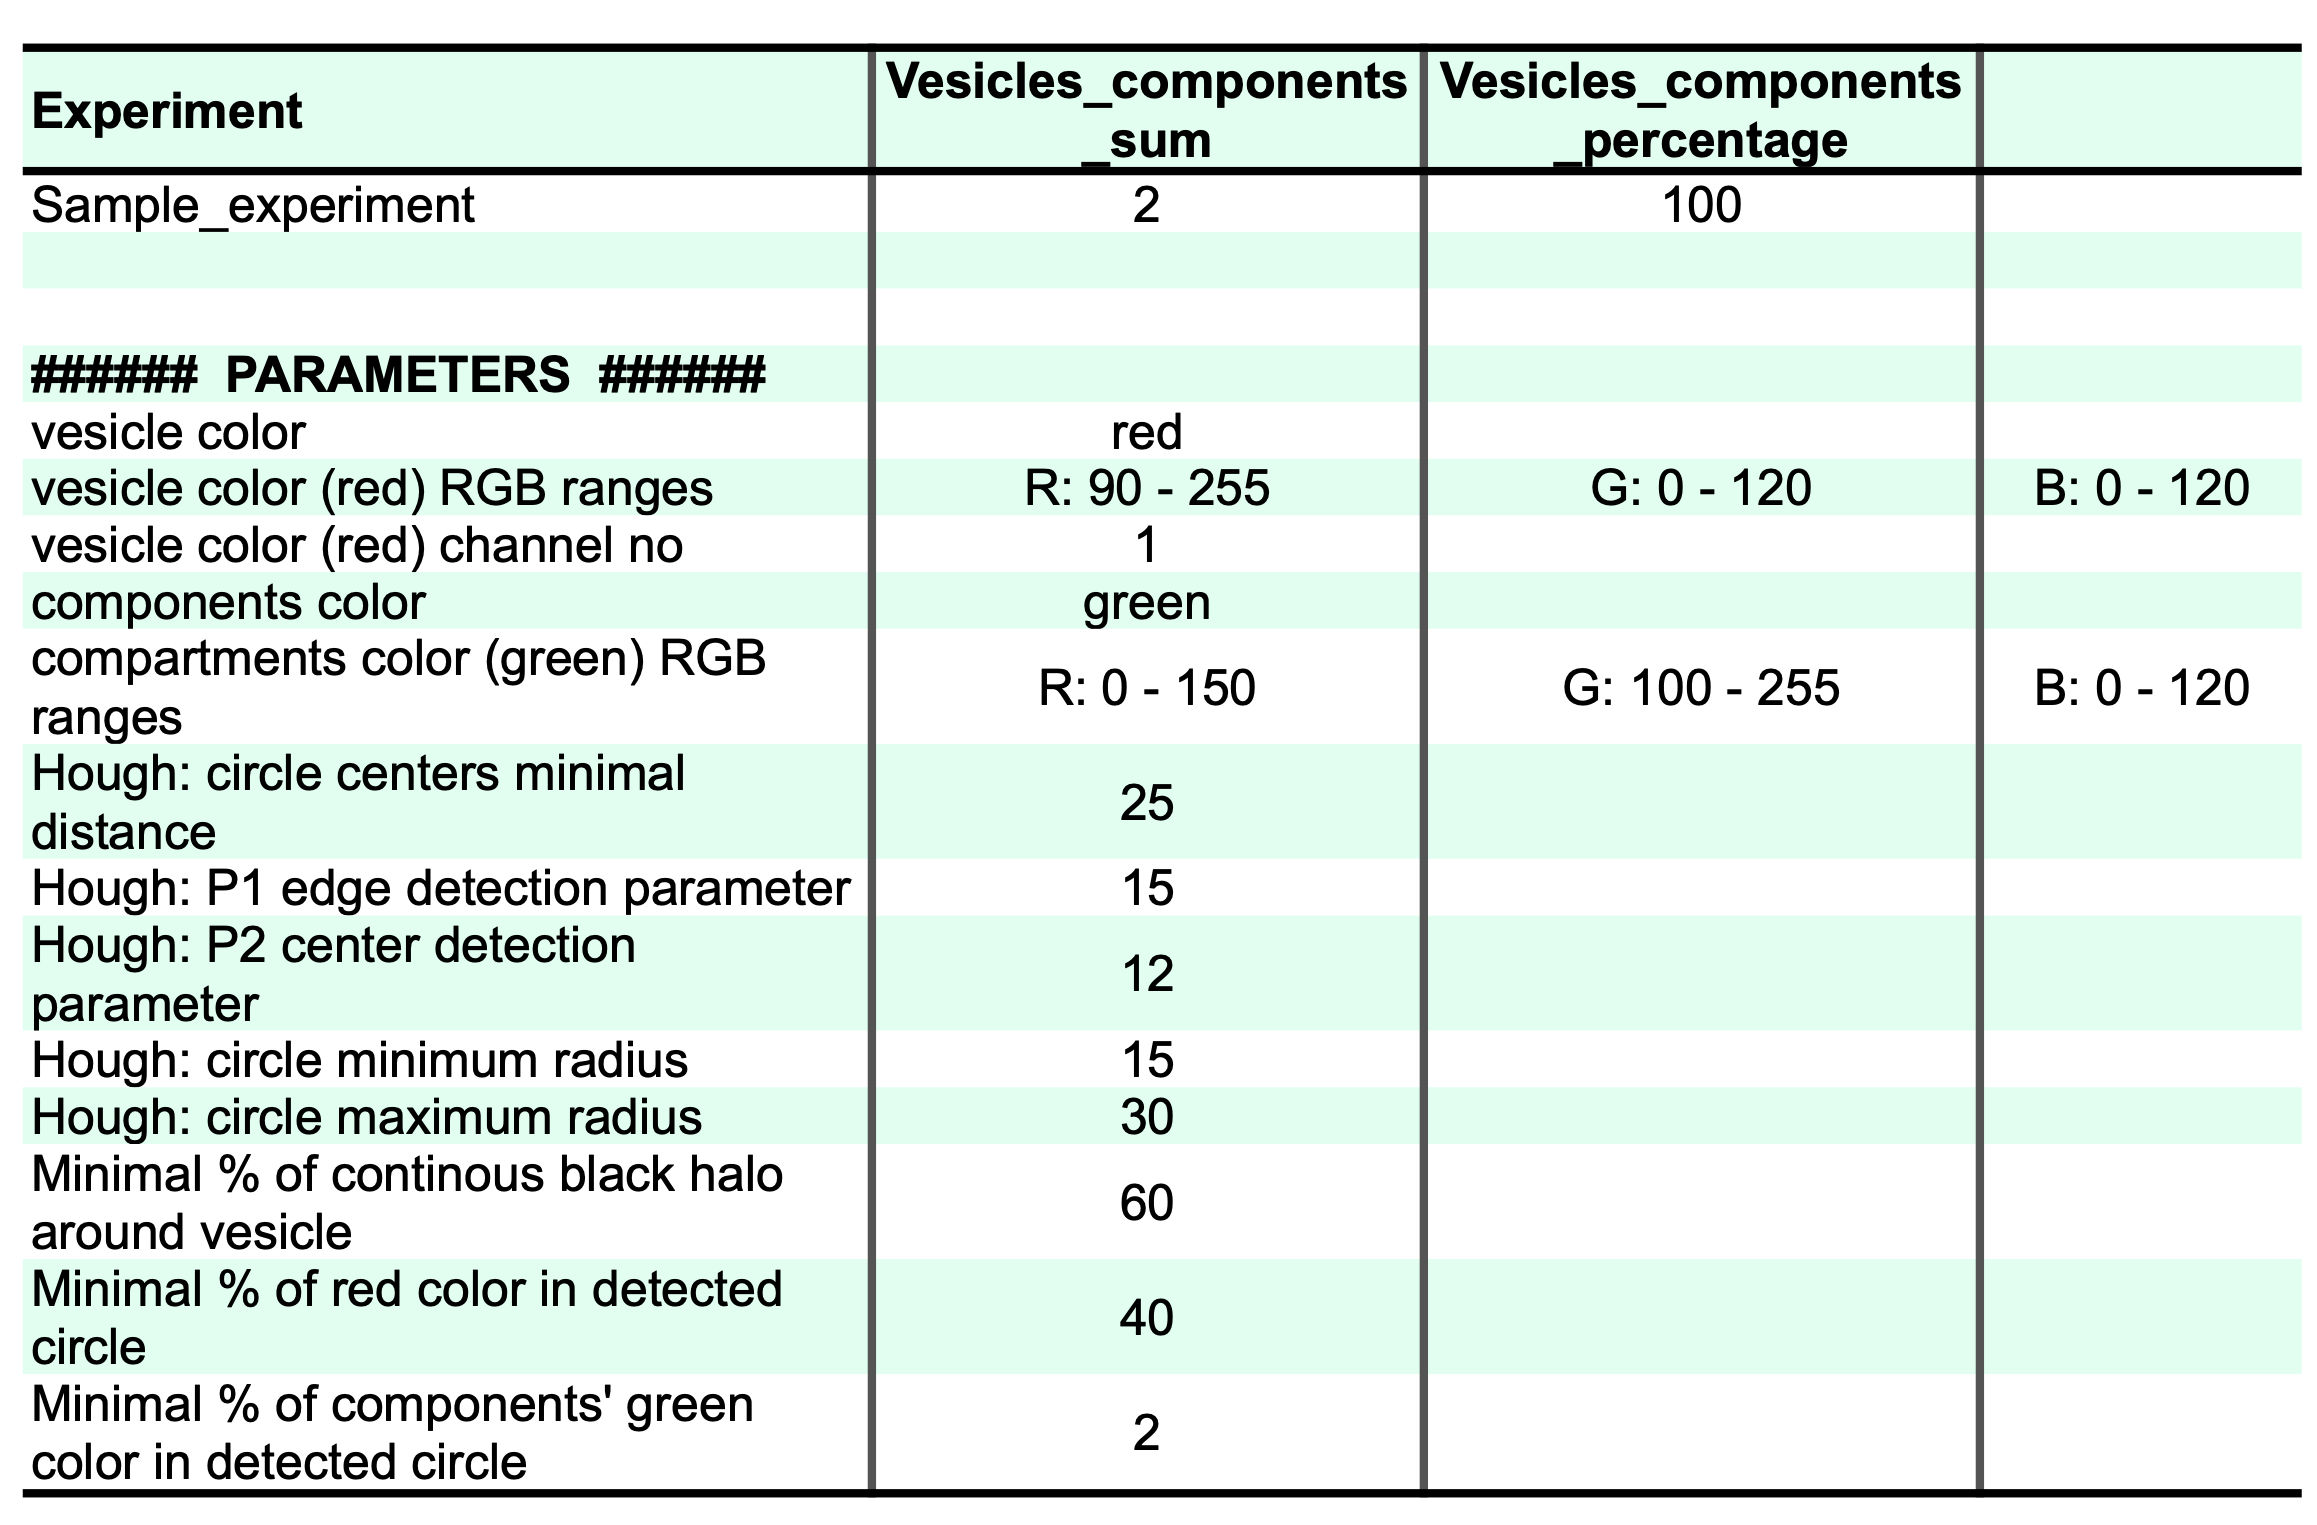 Experiment Vesicles_components_sum Vesicles_components_percentage
Sample_experiment 2 100
###### PARAMETERS ######
vesicle color red
vesicle color (red) RGB ranges R: 90 - 255 G: 0 - 120 B: 0 - 120
vesicle color (red) channel no 1
components color green
compartments color (green) RGB
ranges R: 0 - 150 G: 100 - 255 B: 0 - 120
Hough: circle centers minimal
distance 25
Hough: P1 edge detection parameter 15
Hough: P2 center detection
parameter 12
Hough: circle minimum radius 15
Hough: circle maximum radius 30
Minimal % of continous black halo
around vesicle 60
Minimal % of red color in detected
circle 40
Minimal % of components' green
color in detected circle 2